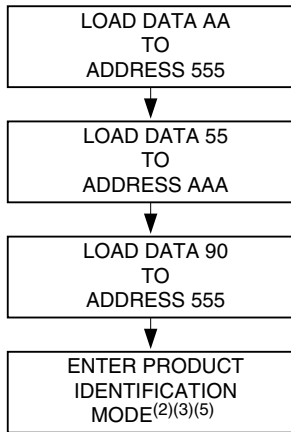 LOAD DATA AA
TO
ADDRESS 555
LOAD DATA 55
TO
ADDRESS AAA
LOAD DATA 90
TO
ADDRESS 555
ENTER PRODUCT
IDENTIFICATION
MODE(2)(3)(5)